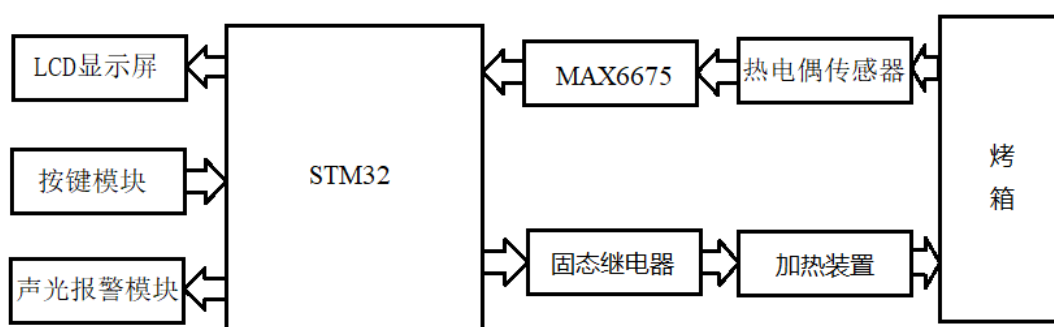 LCD显示屏
MAX6675
热电偶传感器
按键模块
STM32
烤
箱
声光报警模块
固态继电器
加热装置